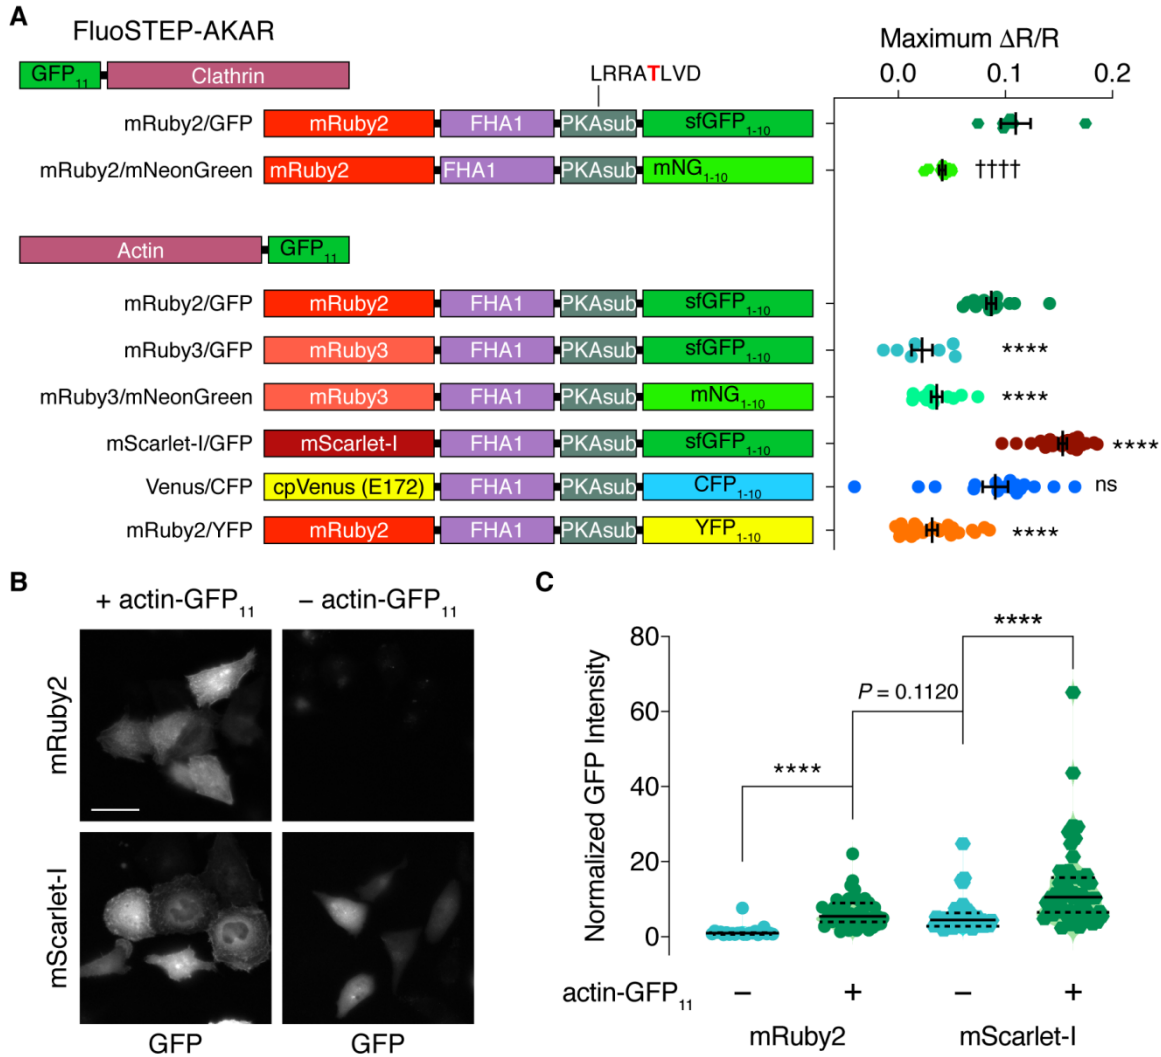 A
FluoSTEP-AKAR
Maximum ΔR/R
0.0 0.1 0.2
GFP11 Clathrin
LRRATLVD
mRuby2/GFP mRuby2 FHA1 PKAsub sfGFP1-10
mRuby2/mNeonGreen mRuby2 FHA1 PKAsub mNG1-10 ††††
Actin GFP11
mRuby2/GFP mRuby2 FHA1 PKAsub sfGFP1-10
mRuby3/GFP mRuby3 FHA1 PKAsub sfGFP1-10 ****
mRuby3/mNeonGreen mRuby3 FHA1 PKAsub mNG1-10 ****
mScarlet-I/GFP mScarlet-I FHA1 PKAsub sfGFP1-10 ****
Venus/CFP cpVenus (E172) FHA1 PKAsub CFP1-10 ns
mRuby2/YFP mRuby2 FHA1 PKAsub YFP1-10 ****
B
+ actin-GFP11 − actin-GFP11
mRuby2
mScarlet-I
GFP GFP
C
Normalized GFP Intensity
80
60
40
20
0
****
P = 0.1120
****
actin-GFP11 − + − +
mRuby2 mScarlet-I